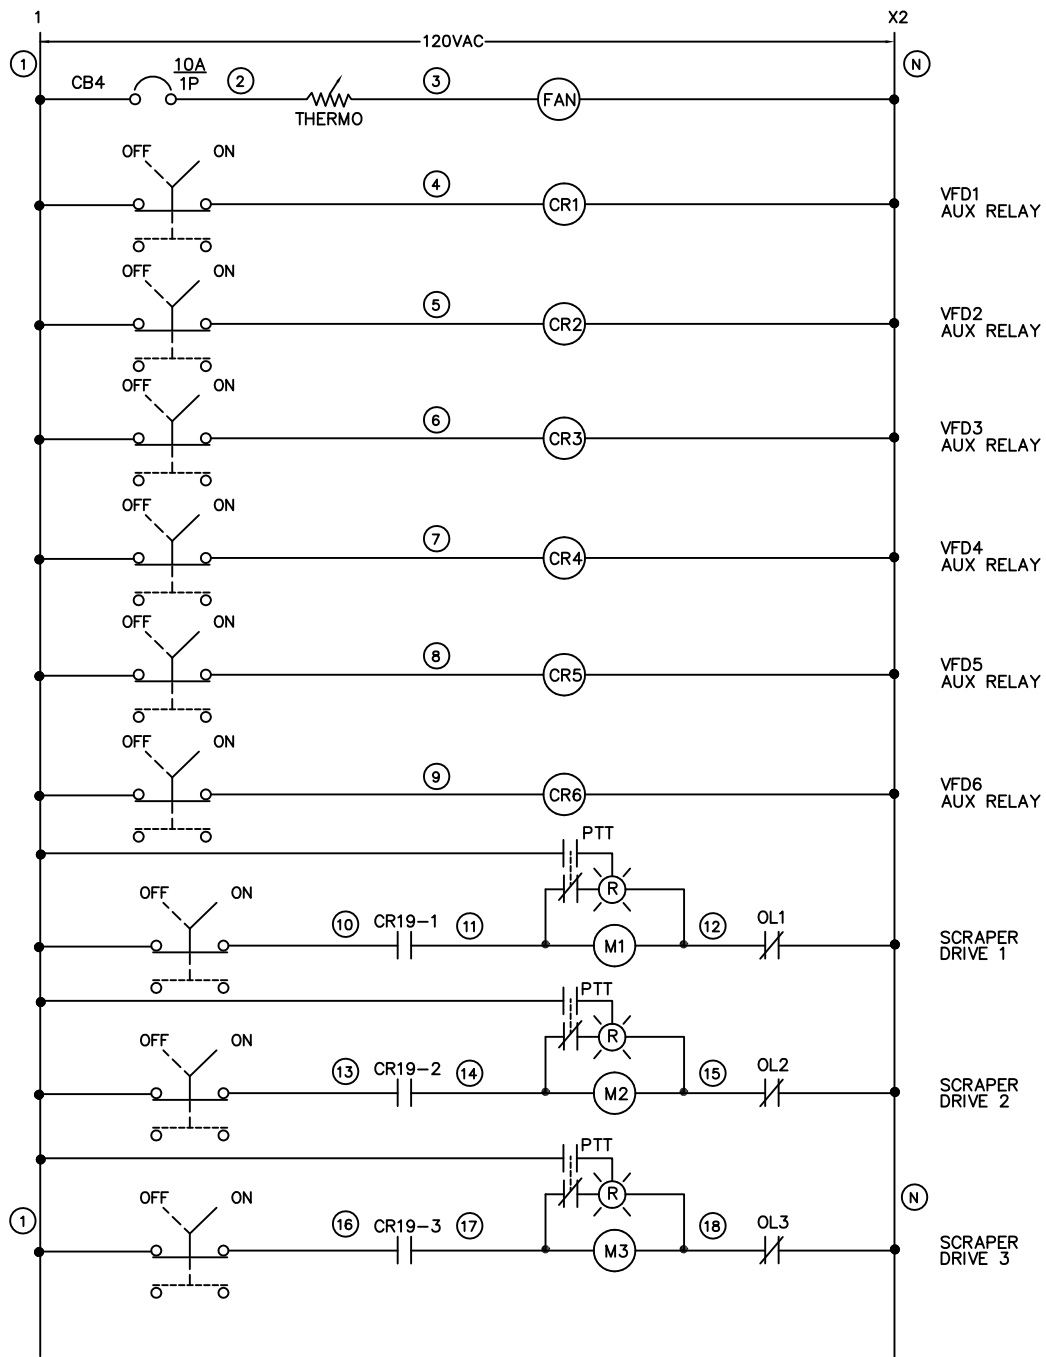 1 X2
120VAC
1 N
CB4 10A 2 3
1P
THERMO FAN
OFF ON
4
CR1
VFD1
AUX RELAY
OFF ON
5
CR2
VFD2
AUX RELAY
OFF ON
6
CR3
VFD3
AUX RELAY
OFF ON
7
CR4
VFD4
AUX RELAY
OFF ON
8
CR5
VFD5
AUX RELAY
OFF ON
9
CR6
VFD6
AUX RELAY
PTT
OFF ON R
10 CR19-1 11 12 OL1
M1
SCRAPER
DRIVE 1
PTT
OFF ON R
13 CR19-2 14 15 OL2
M2
SCRAPER
DRIVE 2
PTT
OFF ON R N
1 16 CR19-3 17 18 OL3
M3
SCRAPER
DRIVE 3